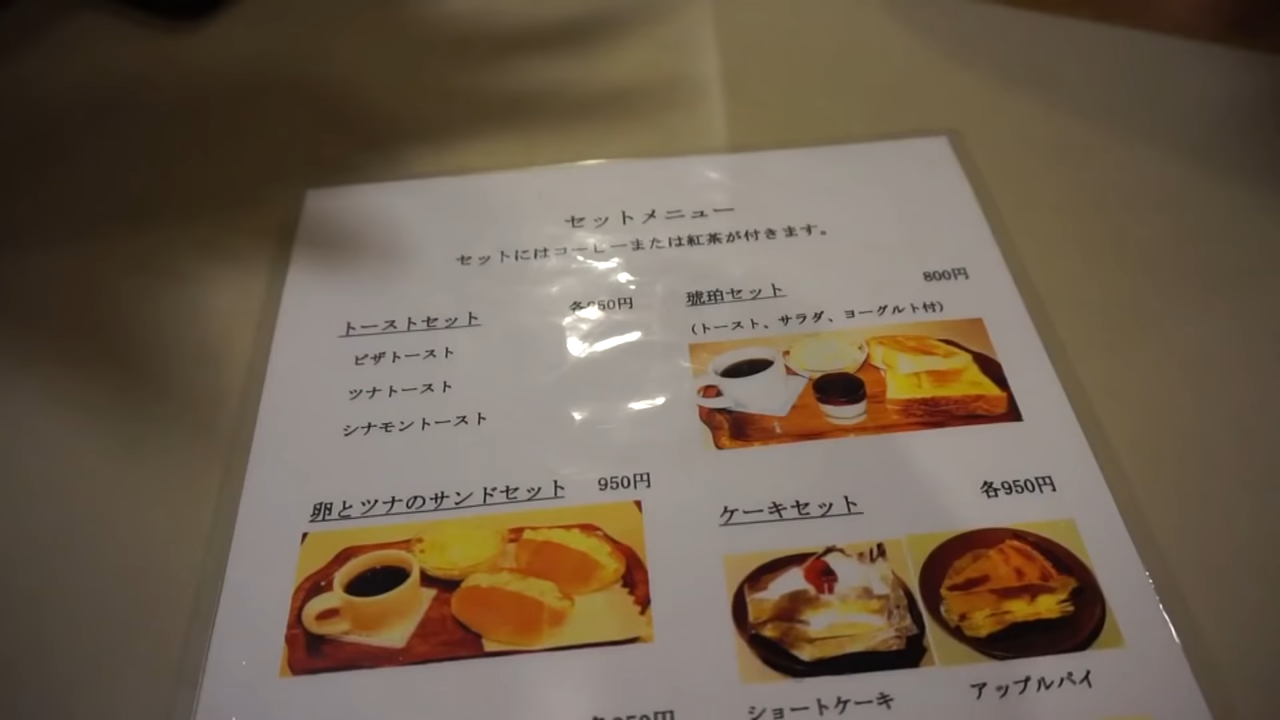 セットメニュー
セットにはコーヒーまたは紅茶が付きます。
トーストセット
ピザトースト
ツナトースト
シナモントースト
琥珀セット 800円
(トースト、サラダ、ヨーグルト付)
卵とツナのサンドセット 950円
ケーキセット 各950円
ショートケーキ
アップルパイ